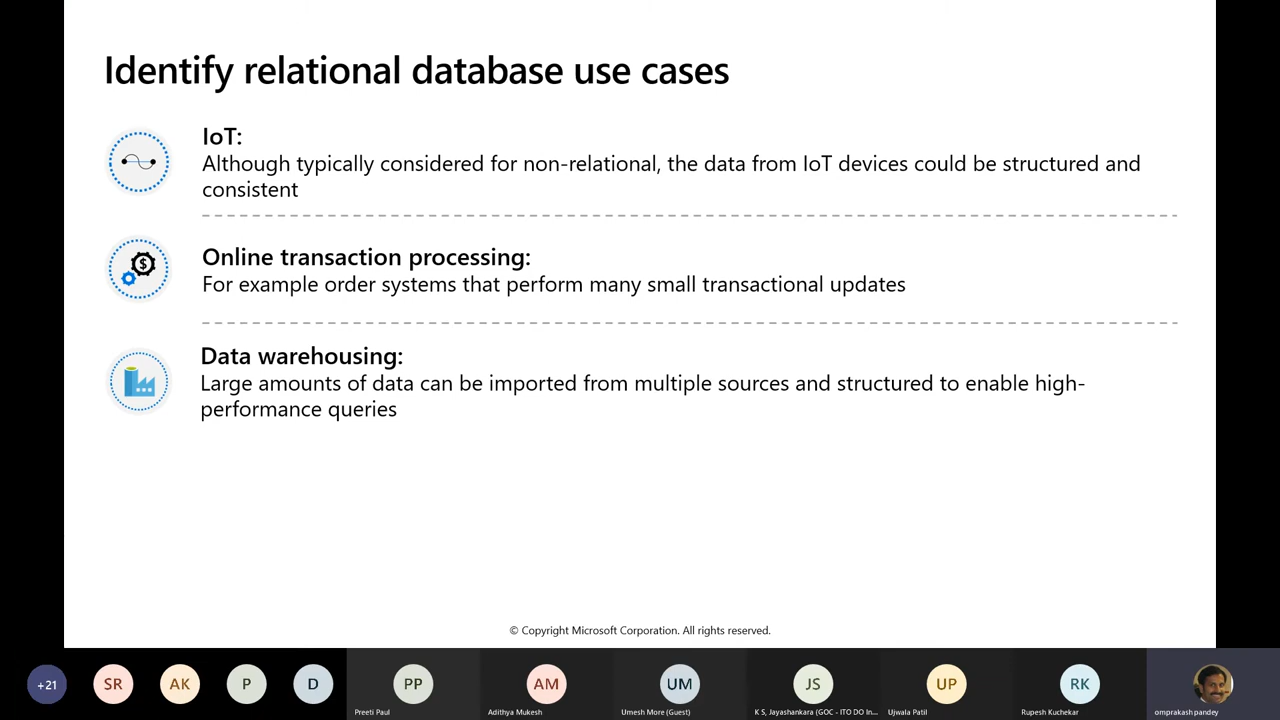 Identify relational database use cases
IoT:
Although typically considered for non-relational, the data from IoT devices could be structured and
consistent
Online transaction processing:
For example order systems that perform many small transactional updates
Data warehousing:
Large amounts of data can be imported from multiple sources and structured to enable high-
performance queries
© Copyright Microsoft Corporation. All rights reserved.
+21 SR AK P D PP AM UM JS UP RK
Preeti Paul Adithya Mukesh Umesh More (Guest) K S, Jayashankara (GOC - ITO DO In... Ujwala Patil Rupesh Kuchekar omprakash pandey